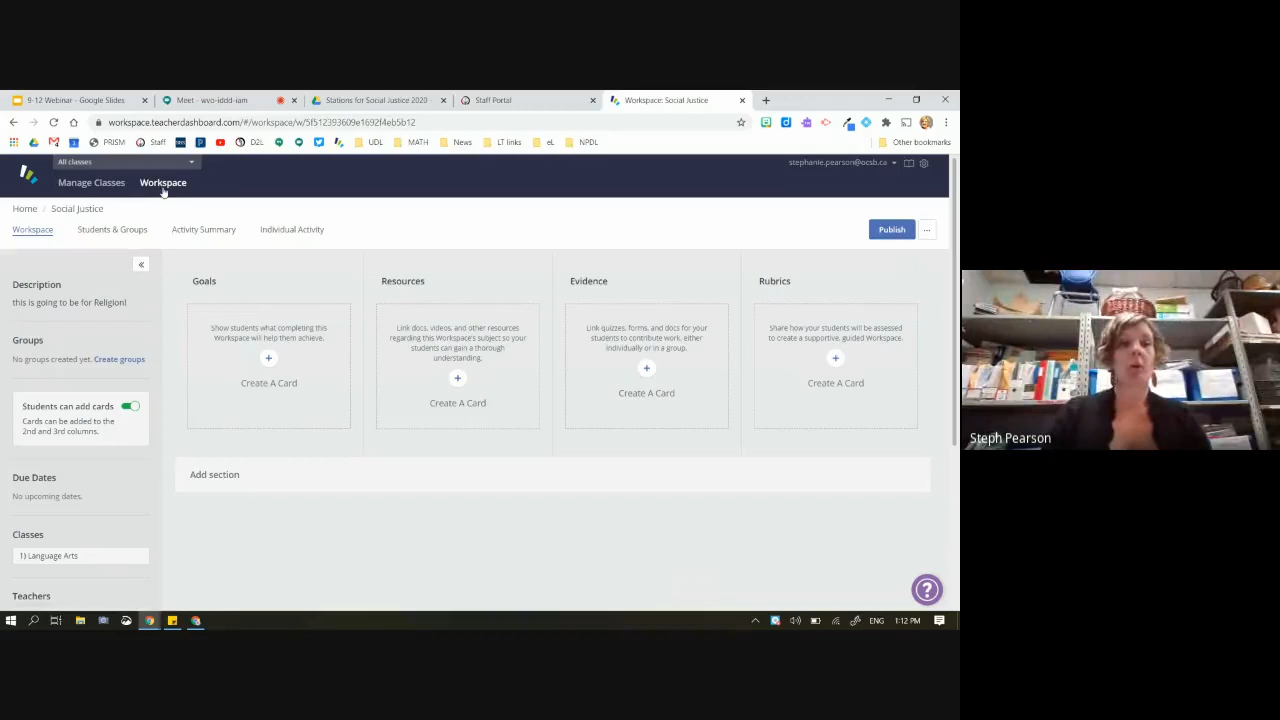 9-12 Webinar - Google Slides
Meet - wvo-iddd-iam
Stations for Social Justice 2020
Staff Portal
Workspace: Social Justice
workspace.teacherdashboard.com/#/workspace/w/5f512393609e1692f4eb5b12
PRISM
Staff
D2L
UDL
MATH
News
LT links
eL
NPDL
Other bookmarks
All classes
stephanie.pearson@ocsb.ca
Manage Classes
Workspace
Home / Social Justice
Workspace
Students & Groups
Activity Summary
Individual Activity
Publish
...
Description
this is going to be for Religion!
Groups
No groups created yet. Create groups
Students can add cards
Cards can be added to the
2nd and 3rd columns.
Due Dates
No upcoming dates.
Classes
1) Language Arts
Teachers
Goals
Show students what completing this
Workspace will help them achieve.
Create A Card
Resources
Link docs, videos, and other resources
regarding this Workspace's subject so your
students can gain a thorough
understanding.
Create A Card
Evidence
Link quizzes, forms, and docs for your
students to contribute work, either
individually or in a group.
Create A Card
Rubrics
Share how your students will be assessed
to create a supportive, guided Workspace.
Create A Card
Add section
?
ENG
1:12 PM
Steph Pearson